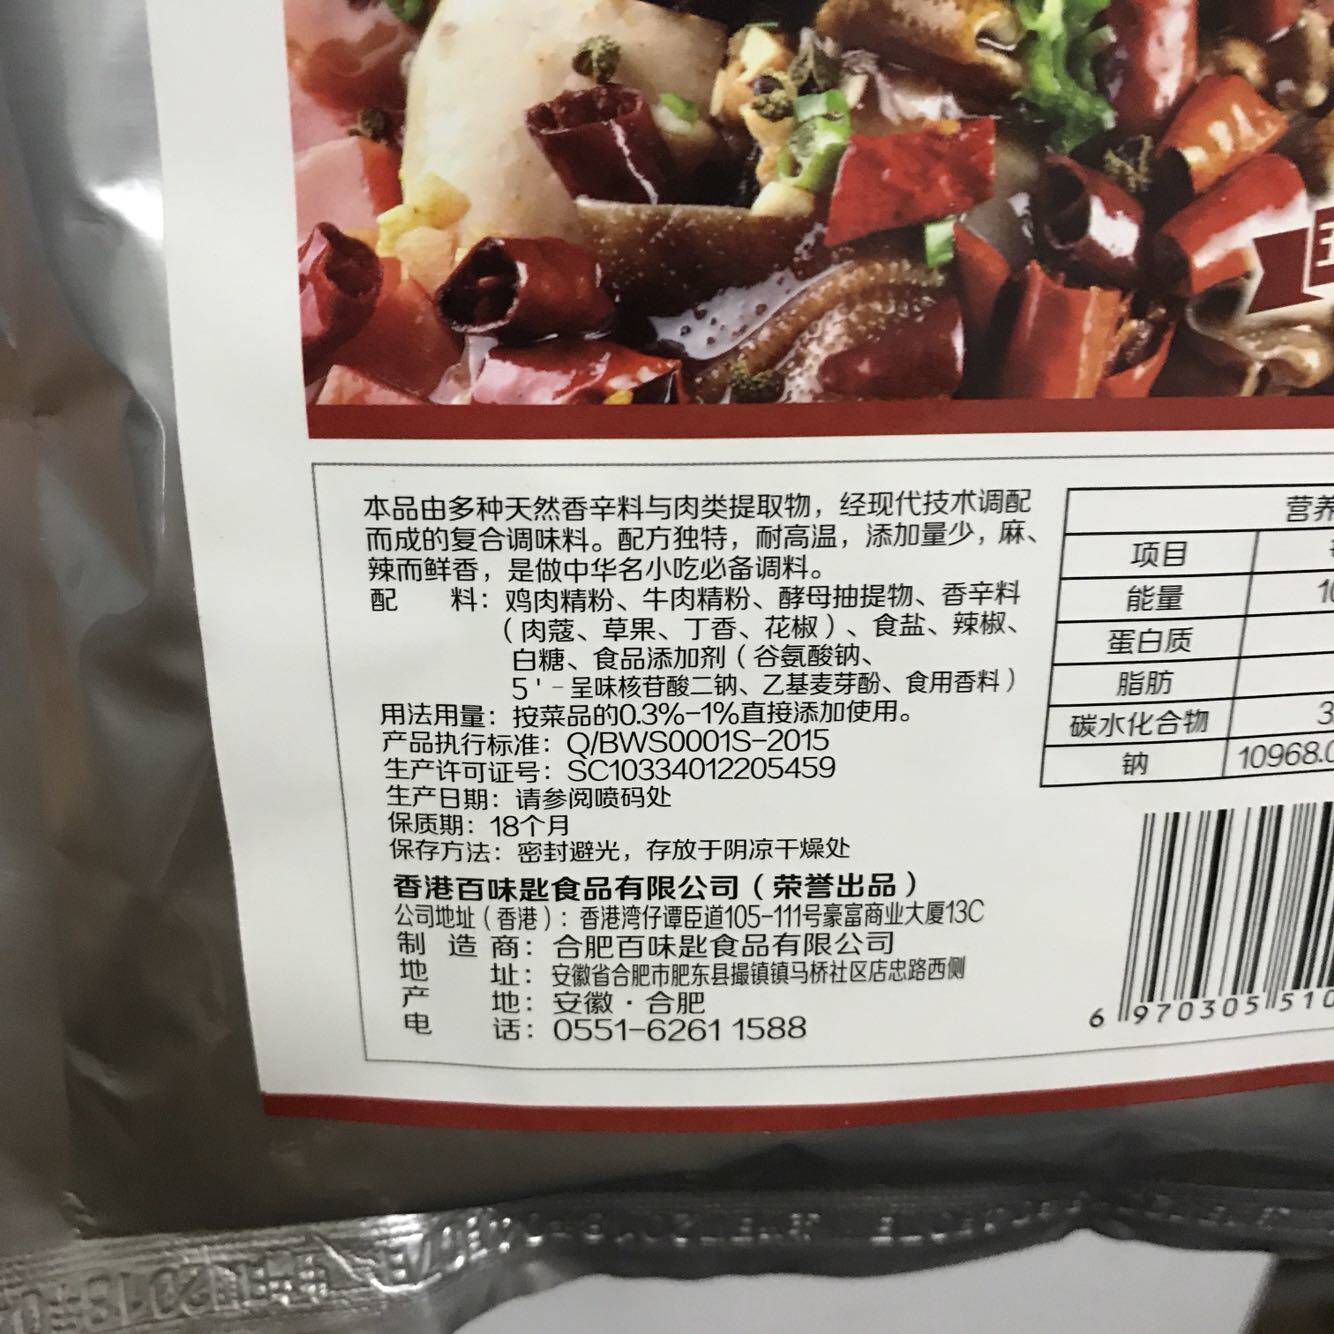 本品由多种天然香辛料与肉类提取物，经现代技术调配
而成的复合调味料。配方独特，耐高温，添加量少，麻、
辣而鲜香，是做中华名小吃必备调料。
配 料：鸡肉精粉、牛肉精粉、酵母抽提物、香辛料
（肉蔻、草果、丁香、花椒）、食盐、辣椒、
白糖、食品添加剂（谷氨酸钠、
5'-呈味核苷酸二钠、乙基麦芽酚、食用香料）
用法用量：按菜品的0.3%-1%直接添加使用。
产品执行标准：Q/BWS0001S-2015
生产许可证号：SC10334012205459
生产日期：请参阅喷码处
保质期：18个月
保存方法：密封避光，存放于阴凉干燥处
香港百味匙食品有限公司（荣誉出品）
公司地址（香港）：香港湾仔谭臣道105-111号豪富商业大厦13C
制 造 商：合肥百味匙食品有限公司
地 址：安徽省合肥市肥东县撮镇镇马桥社区店忠路西侧
产 地：安徽·合肥
电 话：0551-6261 1588
营养
项目
能量 10
蛋白质
脂肪
碳水化合物 3
钠 10968.0
6 970305 510